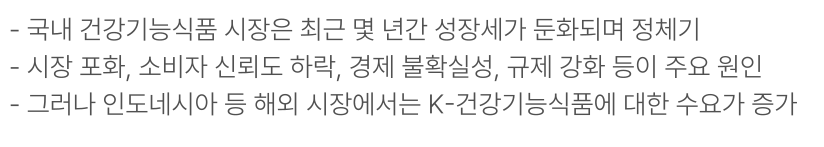 - 국내 건강기능식품 시장은 최근 몇 년간 성장세가 둔화되며 정체기
- 시장 포화, 소비자 신뢰도 하락, 경제 불확실성, 규제 강화 등이 주요 원인
- 그러나 인도네시아 등 해외 시장에서는 K-건강기능식품에 대한 수요가 증가